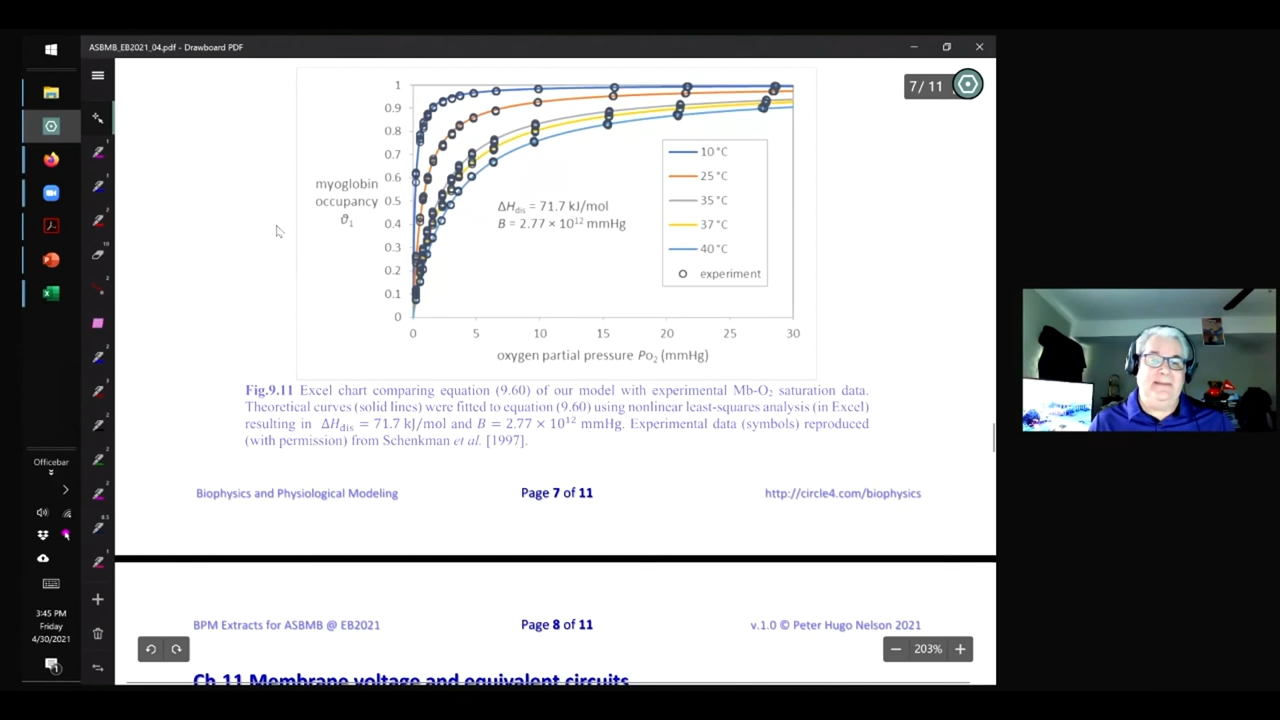 ASBMB_EB2021_04.pdf - Drawboard PDF
7 / 11
1
0.9
0.8
0.7
0.6
0.5
0.4
0.3
0.2
0.1
0
myoglobin
occupancy
ϑ₁
ΔHdis = 71.7 kJ/mol
B = 2.77 × 10¹² mmHg
10 °C
25 °C
35 °C
37 °C
40 °C
experiment
0 5 10 15 20 25 30
oxygen partial pressure Po₂ (mmHg)
Fig.9.11 Excel chart comparing equation (9.60) of our model with experimental Mb-O₂ saturation data.
Theoretical curves (solid lines) were fitted to equation (9.60) using nonlinear least-squares analysis (in Excel)
resulting in ΔHdis = 71.7 kJ/mol and B = 2.77 × 10¹² mmHg. Experimental data (symbols) reproduced
(with permission) from Schenkman et al. [1997].
Biophysics and Physiological Modeling Page 7 of 11 http://circle4.com/biophysics
BPM Extracts for ASBMB @ EB2021 Page 8 of 11 v.1.0 © Peter Hugo Nelson 2021
203%
Ch.11 Membrane voltage and equivalent circuits
Officebar
3:45 PM
Friday
4/30/2021